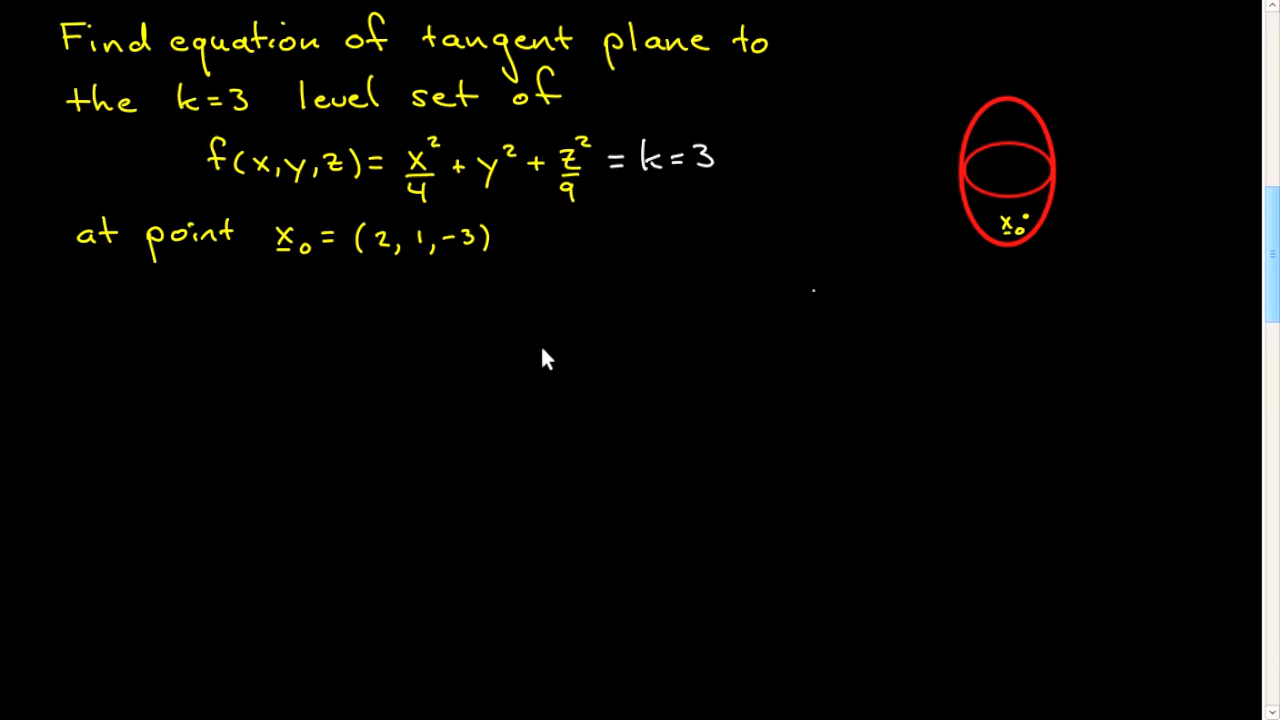 Find equation of tangent plane to
the k=3 level set of
f(x,y,z) = x²/4 + y² + z²/9 = k = 3
at point x₀ = (2, 1, -3)
x₀